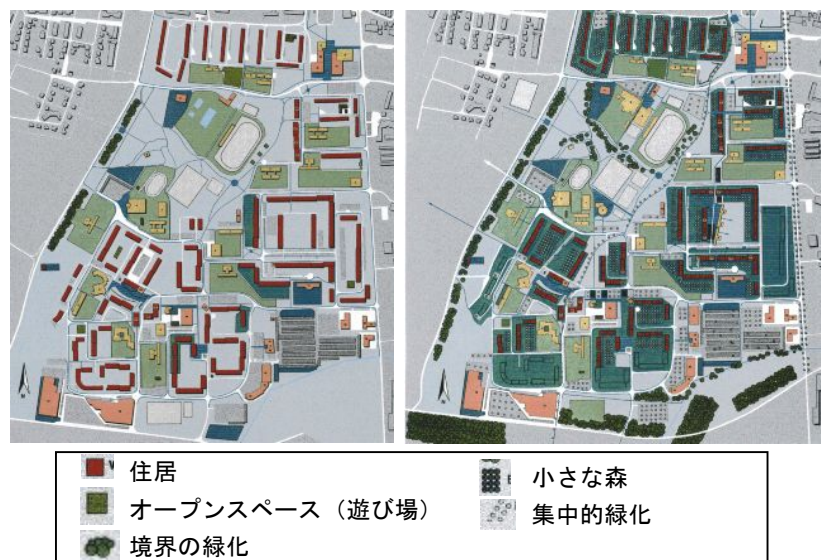 住居
オープンスペース（遊び場）
境界の緑化
小さな森
集中的緑化